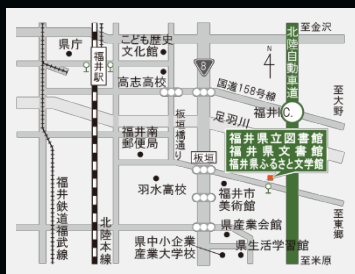 至金沢
県庁
福井駅
こども歴史
文化館
高志高校
8
N
国道158号線
北陸自動車道
至大野
福井I.C.
足羽川
板垣橋通り
福井南
郵便局
板垣
福井県立図書館
福井県文書館
福井県ふるさと文学館
羽水高校
福井市
美術館
福井鉄道福武線
北陸本線
県産業会館
県中小企業
産業大学校
県生活学習館
至東郷
至米原